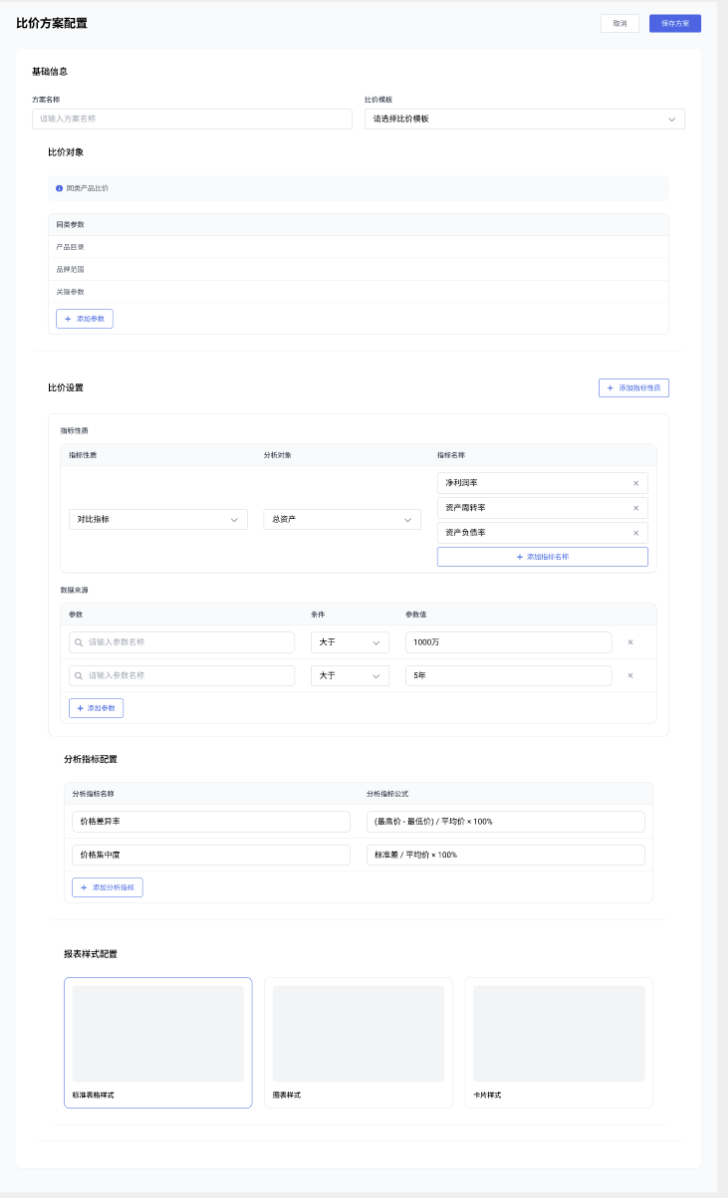 比价方案配置
取消
保存方案
基础信息
方案名称
比价模板
请输入方案名称
请选择比价模板
比价对象
同类产品比价
同类参数
产品目录
品牌范围
关键参数
+ 添加参数
比价设置
+ 添加指标性质
指标性质
指标性质
分析对象
指标名称
对比指标
总资产
净利润率 ×
资产周转率 ×
资产负债率 ×
+ 添加指标名称
数据来源
参数
条件
参数值
请输入参数名称
大于
1000万
×
请输入参数名称
大于
5年
×
+ 添加参数
分析指标配置
分析指标名称
分析指标公式
价格差异率
(最高价 - 最低价) / 平均价 × 100%
价格集中度
标准差 / 平均价 × 100%
+ 添加分析指标
报表样式配置
标准表格样式
图表样式
卡片样式